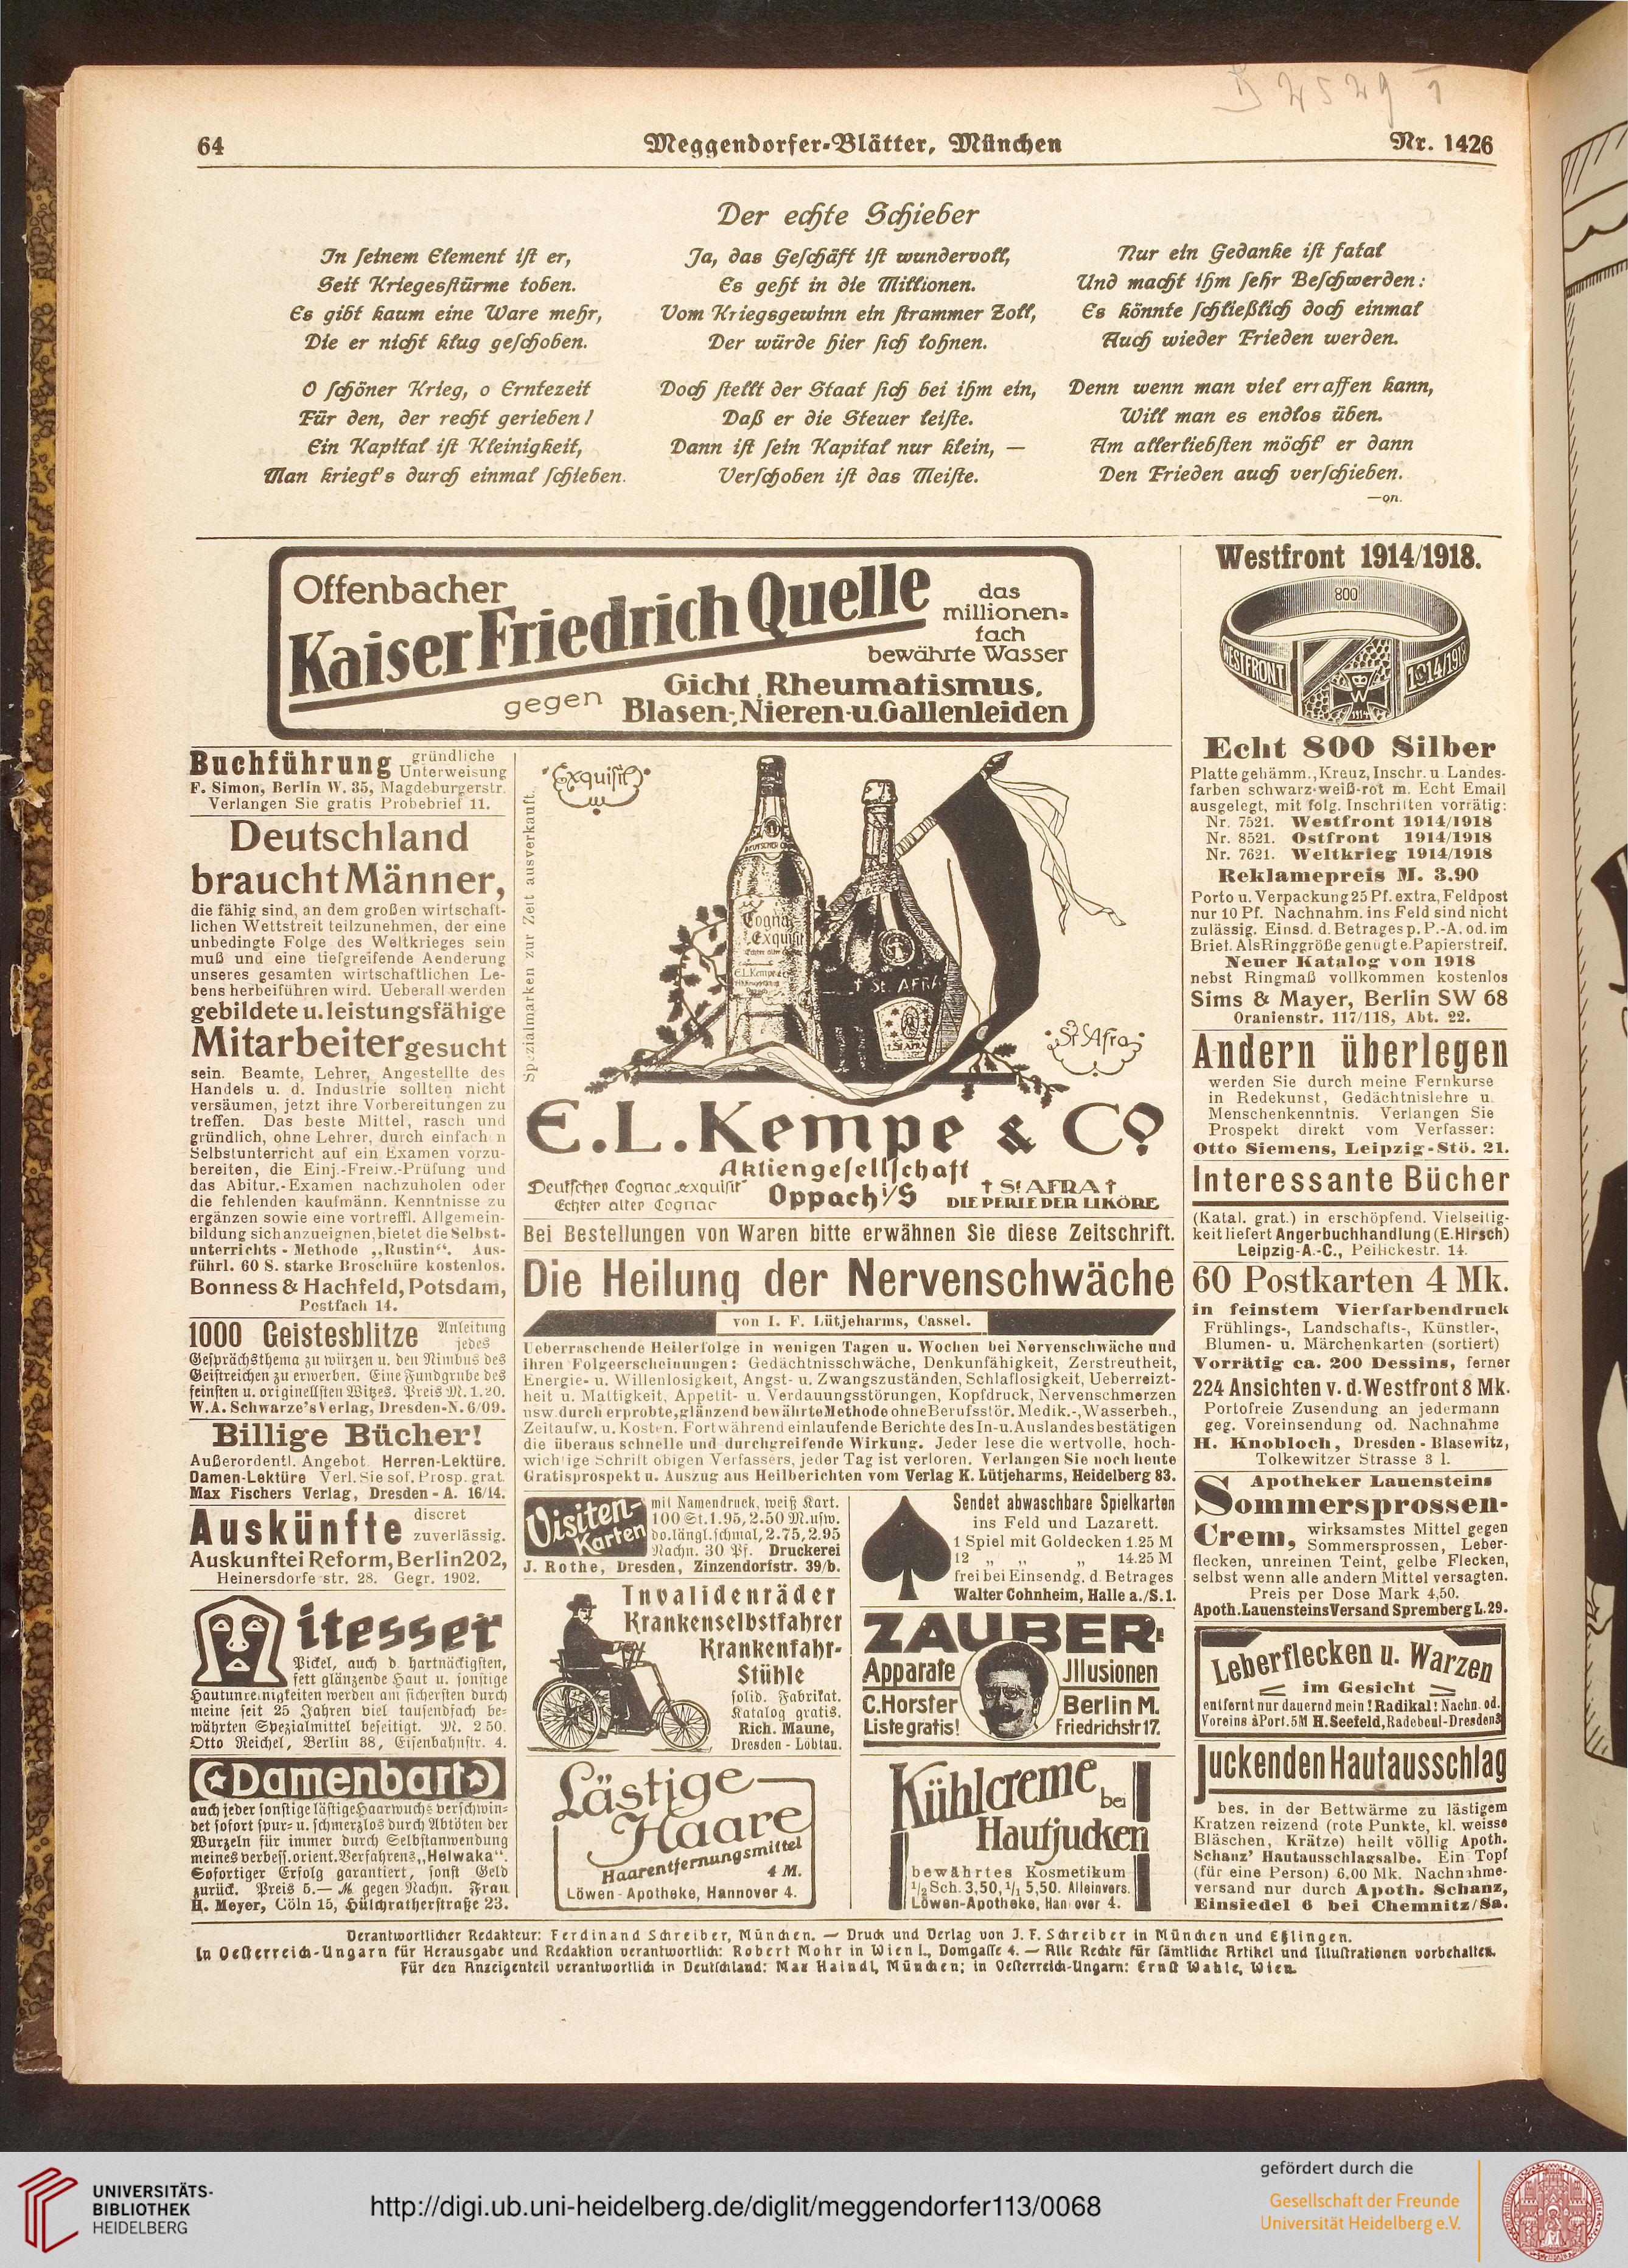 64
Meggendorfer-Blätter, München
Nr. 1426
Der echte Schieber
In seinem Element ist er,
Seit Kriegesstürme toben.
Es gibt kaum eine Ware mehr,
Die er nicht klug geschoben.
O schöner Krieg, o Erntezeit
Für den, der recht gerieben!
Ein Kapital ist Kleinigkeit,
Man kriegt's durch einmal schieben.
Ja, das Geschäft ist wundervoll,
Es geht in die Millionen.
Vom Kriegsgewinn ein strammer Zoll,
Der würde hier sich lohnen.
Doch stellt der Staat sich bei ihm ein,
Daß er die Steuer leiste.
Dann ist sein Kapital nur klein, —
Verschoben ist das Meiste.
Nur ein Gedanke ist fatal
Und macht ihm sehr Beschwerden:
Es könnte schließlich doch einmal
Auch wieder Frieden werden.
Denn wenn man viel erraffen kann,
Will man es endlos üben.
Am allerliebsten möcht' er dann
Den Frieden auch verschieben.
—on.
Offenbacher
Kaiser Friedrich Quelle
das
millionen-
fach
bewährte Wasser
gegen
Gicht, Rheumatismus,
Blasen-, Nieren-u. Gallenleiden
Buchführung gründliche
Unterweisung
F. Simon, Berlin W. 35, Magdeburgerstr.
Verlangen Sie gratis Probebrief 11.
Deutschland
braucht Männer,
die fähig sind, an dem großen wirtschaft-
lichen Wettstreit teilzunehmen, der eine
unbedingte Folge des Weltkrieges sein
muß und eine tiefgreifende Aenderung
unseres gesamten wirtschaftlichen Le-
bens herbeiführen wird. Ueberall werden
gebildete u. leistungsfähige
Mitarbeiter gesucht
sein. Beamte, Lehrer, Angestellte des
Handels u. d. Industrie sollten nicht
versäumen, jetzt ihre Vorbereitungen zu
treffen. Das beste Mittel, rasch und
gründlich, ohne Lehrer, durch einfachen
Selbstunterricht auf ein Examen vorzu-
bereiten, die Einj.-Freiw.-Prüfung und
das Abitur.-Examen nachzuholen oder
die fehlenden kaufmänn. Kenntnisse zu
ergänzen sowie eine vortreffl. Allgemein-
bildung sich anzueignen, bietet die Selbst-
unterrichts-Methode „Rustin“. Aus-
führl. 60 S. starke Broschüre kostenlos.
Bonness & Hachfeld, Potsdam,
Postfach 14.
1000 Geistesblitze Anleitung
jedes
Gesprächsthema zu würzen u. den Nimbus des
Geistreichen zu erwerben. Eine Fundgrube des
feinsten u. originellsten Witzes. Preis M. 1.20.
W. A. Schwarze's Verlag, Dresden-N. 6/09.
Billige Bücher!
Außerordentl. Angebot. Herren-Lektüre.
Damen-Lektüre Verl. Sie sof. Prosp. grat.
Max Fischers Verlag, Dresden-A. 16/14.
Auskünfte discret
zuverlässig.
Auskunftei Reform, Berlin 202,
Heinersdorfe str. 28. Gegr. 1902.
Mitesser
Pickel, auch d. hartnäckigsten,
fett glänzende Haut u. sonstige
Hautunreinigkeiten werden am sichersten durch
meine seit 25 Jahren viel tausendfach be-
währten Spezialmittel beseitigt. M. 2.50.
Otto Reichel, Berlin 38, Eisenbahnstr. 4.
Damenbart
auch jeder sonstige lästige Haarwuchs verschwin-
det sofort spur- u. schmerzlos durch Abtöten der
Wurzeln für immer durch Selbstanwendung
meines verbess. orient. Verfahrens „Helwaka“.
Sofortiger Erfolg garantiert, sonst Geld
zurück. Preis 5.— M. gegen Nachn. Frau
H. Meyer, Cöln 15, Hülchratherstraße 23.
Spezialmarken zur Zeit ausverkauft.
Exquisit
Cognac
Exquisit
E.L. Kempe & Co
† St. AFRA
St. Afra
E. L. Kempe & Co
Aktiengesellschaft
Deutscher Cognac „Exquisit“
Echter alter Cognac
Oppach i/S
† St. AFRA †
DIE PERLE DER LIKÖRE
Bei Bestellungen von Waren bitte erwähnen Sie diese Zeitschrift.
Die Heilung der Nervenschwäche
von I. F. Lütjeharms, Cassel.
Ueberraschende Heilerfolge in wenigen Tagen u. Wochen bei Nervenschwäche und
ihren Folgeerscheinungen: Gedächtnisschwäche, Denkunfähigkeit, Zerstreutheit,
Energie- u. Willenlosigkeit, Angst- u. Zwangszuständen, Schlaflosigkeit, Ueberreizt-
heit u. Mattigkeit, Appetit- u. Verdauungsstörungen, Kopfdruck, Nervenschmerzen
usw. durch erprobte, glänzend bewährte Methode ohne Berufsstör. Medik.-, Wasserbeh.,
Zeitaufw. u. Kosten. Fortwährend einlaufende Berichte des In- u. Auslandes bestätigen
die überaus schnelle und durchgreifende Wirkung. Jeder lese die wertvolle, hoch-
wichtige Schrift obigen Verfassers, jeder Tag ist verloren. Verlangen Sie noch heute
Gratisprospekt u. Auszug aus Heilberichten vom Verlag K. Lütjeharms, Heidelberg 83.
Visiten-
Karten
mit Namendruck, weiß Kart.
100 St. 1.95, 2.50 M. usw.
do. längl. schmal, 2.75, 2.95
Nachn. 30 Pf. Druckerei
J. Rothe, Dresden, Zinzendorfstr. 39/b.
Sendet abwaschbare Spielkarten
ins Feld und Lazarett.
1 Spiel mit Goldecken 1.25 M
12 „ „ „ 14.25 M
frei bei Einsendg. d. Betrages
Walter Cohnheim, Halle a./S. 1.
Invalidenräder
Krankenselbstfahrer
Krankenfahr-
Stühle
solid. Fabrikat.
Katalog gratis.
Rich. Maune,
Dresden-Löbtau.
ZAUBER-
Apparate
Jllusionen
C. Horster
Berlin M.
Liste gratis!
Friedrichstr 17.
Lästige
Haare
Haarentfernungsmittel
4 M.
Löwen-Apotheke, Hannover 4.
Kühlcreme bei
Hautjucken
bewährtes Kosmetikum
1/2 Sch. 3,50, 1/1 5,50. Alleinvers.
Löwen-Apotheke, Hannover 4.
Westfront 1914/1918.
800
WESTFRONT
1914/1918
W
1914
Echt 800 Silber
Platte gehämm., Kreuz, Inschr. u. Landes-
farben schwarz-weiß-rot m. Echt Email
ausgelegt, mit folg. Inschriften vorrätig:
Nr. 7521. Westfront 1914/1918
Nr. 8521. Ostfront 1914/1918
Nr. 7621. Weltkrieg 1914/1918
Reklamepreis M. 3.90
Porto u. Verpackung 25 Pf. extra, Feldpost
nur 10 Pf. Nachnahm. ins Feld sind nicht
zulässig. Einsd. d. Betrages p. P.-A. od. im
Brief. Als Ringgröße genügt e. Papierstreif.
Neuer Katalog von 1918
nebst Ringmaß vollkommen kostenlos
Sims & Mayer, Berlin SW 68
Oranienstr. 117/118, Abt. 22.
Andern überlegen
werden Sie durch meine Fernkurse
in Redekunst, Gedächtnislehre u.
Menschenkenntnis. Verlangen Sie
Prospekt direkt vom Verfasser:
Otto Siemens, Leipzig-Stö. 21.
Interessante Bücher
(Katal. grat.) in erschöpfend. Vielseitig-
keit liefert Angerbuchhandlung (E. Hirsch)
Leipzig-A.-C., Peilickestr. 14.
60 Postkarten 4 Mk.
in feinstem Vierfarbendruck
Frühlings-, Landschafts-, Künstler-,
Blumen- u. Märchenkarten (sortiert)
Vorrätig ca. 200 Dessins, ferner
224 Ansichten v. d. Westfront 8 Mk.
Portofreie Zusendung an jedermann
geg. Voreinsendung od. Nachnahme
H. Knobloch, Dresden-Blasewitz,
Tolkewitzer Strasse 3 l.
Apotheker Lauensteins
Sommersprossen-
Crem, wirksamstes Mittel gegen
Sommersprossen, Leber-
flecken, unreinen Teint, gelbe Flecken,
selbst wenn alle andern Mittel versagten.
Preis per Dose Mark 4,50.
Apoth. Lauensteins Versand Spremberg L. 29.
Leberflecken u. Warzen
im Gesicht
entfernt nur dauernd mein ! Radikal ! Nachn. od.
Voreins à Port. 5M H. Seefeld, Radebeul-Dresden 3
Juckenden Hautausschlag
bes. in der Bettwärme zu lästigem
Kratzen reizend (rote Punkte, kl. weisse
Bläschen, Krätze) heilt völlig Apoth.
Schanz' Hautausschlagsalbe. Ein Topf
(für eine Person) 6.00 Mk. Nachnahme-
versand nur durch Apoth. Schanz,
Einsiedel 6 bei Chemnitz/Sa.
Verantwortlicher Redakteur: Ferdinand Schreiber, München. — Druck und Verlag von J. F. Schreiber in München und Eßlingen.
In Oesterreich-Ungarn für Herausgabe und Redaktion verantwortlich: Robert Mohr in Wien I., Domgasse 4. — Alle Rechte für sämtliche Artikel und Illustrationen vorbehalten.
Für den Anzeigenteil verantwortlich in Deutschland: Max Haindl, München; in Oesterreich-Ungarn: Ernst Wahle, Wien.
UNIVERSITÄTS-
BIBLIOTHEK
HEIDELBERG
http://digi.ub.uni-heidelberg.de/diglit/meggendorfer113/0068
gefördert durch die
Gesellschaft der Freunde
Universität Heidelberg e.V.